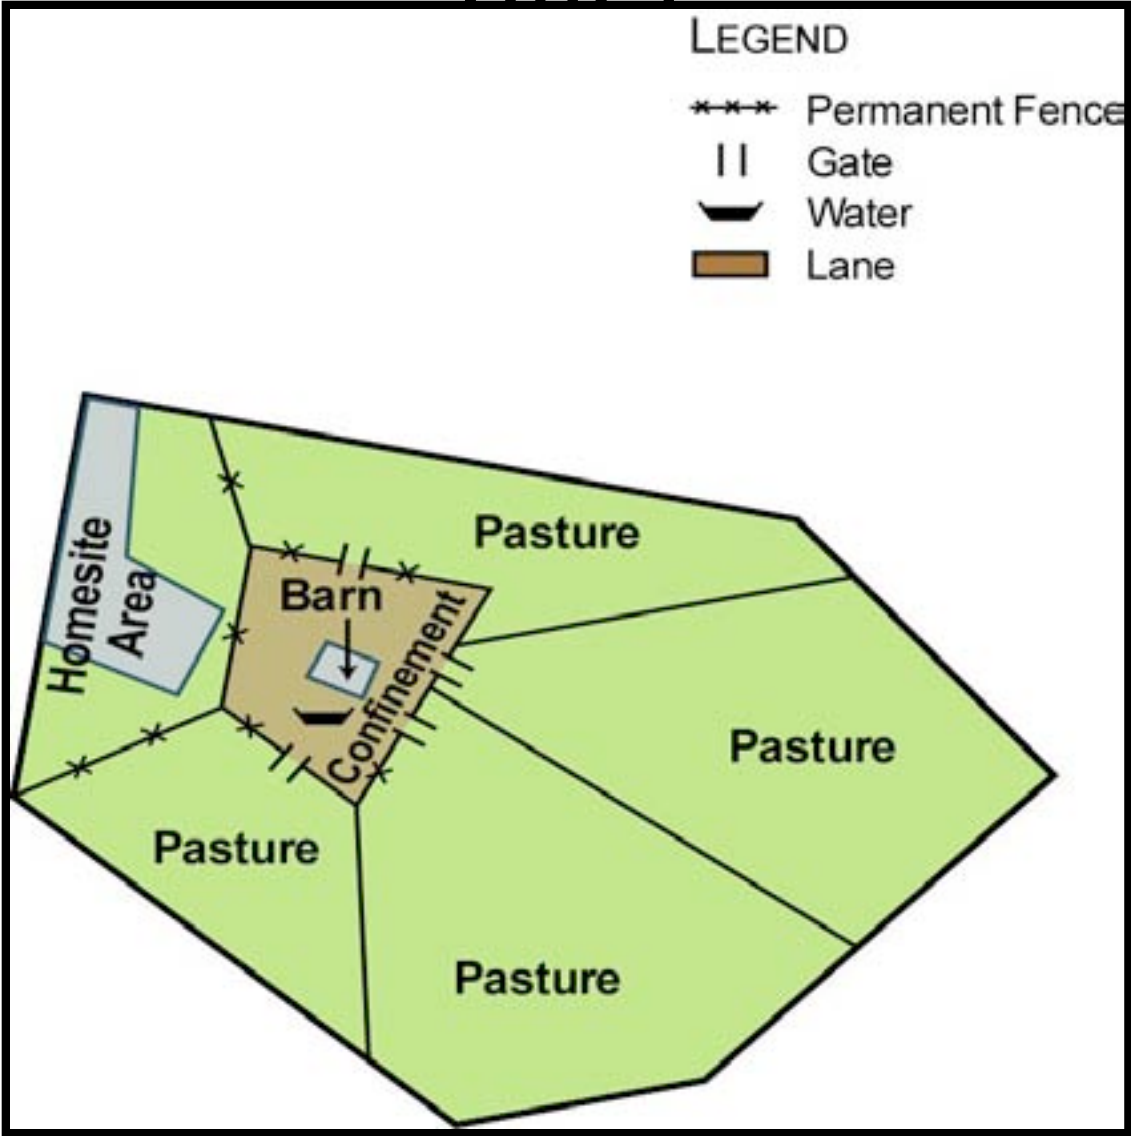 LEGEND
Permanent Fence
Gate
Water
Lane
Homesite
Area
Pasture
Barn
Confinement
Pasture
Pasture
Pasture